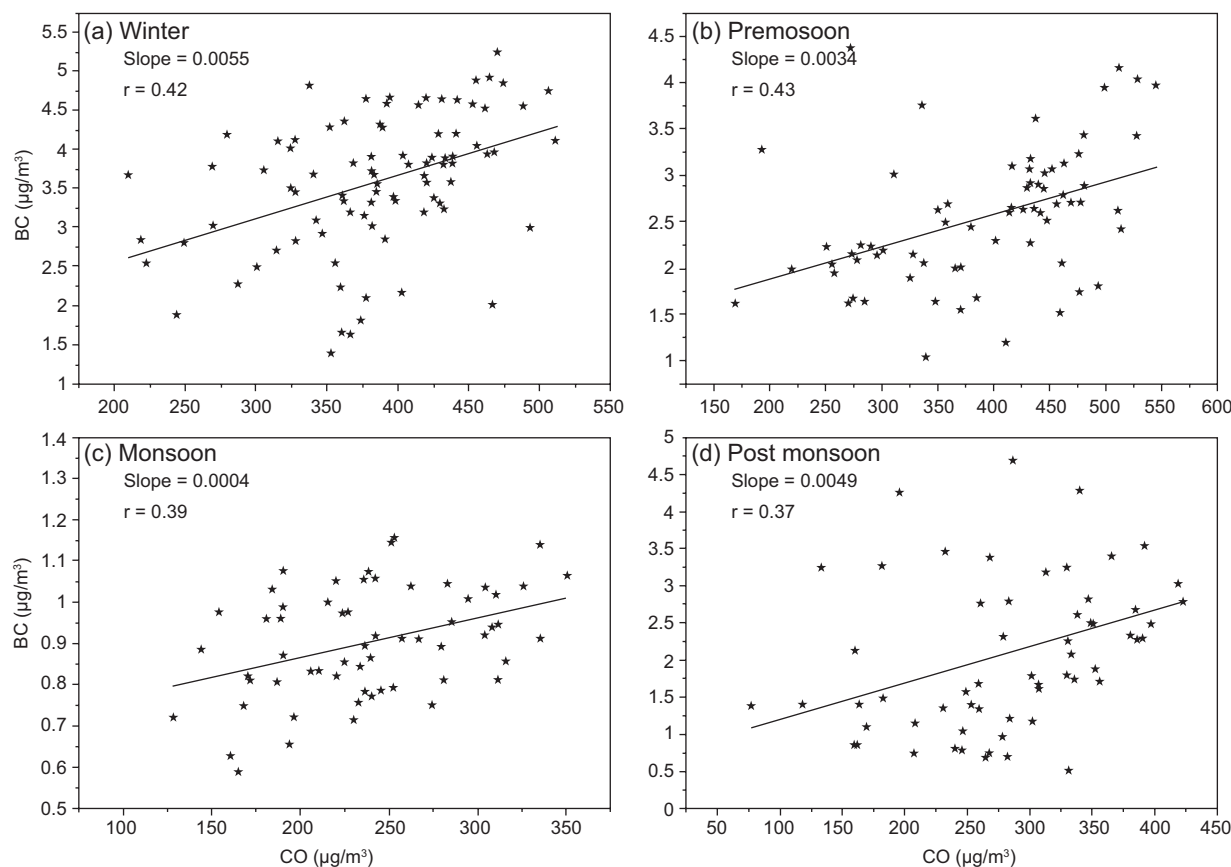 (a) Winter
Slope = 0.0055
r = 0.42
BC (µg/m³)
5.5
5
4.5
4
3.5
3
2.5
2
1.5
1
200 250 300 350 400 450 500 550
(b) Premosoon
Slope = 0.0034
r = 0.43
4.5
4
3.5
3
2.5
2
1.5
1
150 200 250 300 350 400 450 500 550 600
(c) Monsoon
Slope = 0.0004
r = 0.39
BC (µg/m³)
1.4
1.3
1.2
1.1
1
0.9
0.8
0.7
0.6
0.5
100 150 200 250 300 350
CO (µg/m³)
(d) Post monsoon
Slope = 0.0049
r = 0.37
5
4.5
4
3.5
3
2.5
2
1.5
1
0.5
0
50 100 150 200 250 300 350 400 450
CO (µg/m³)